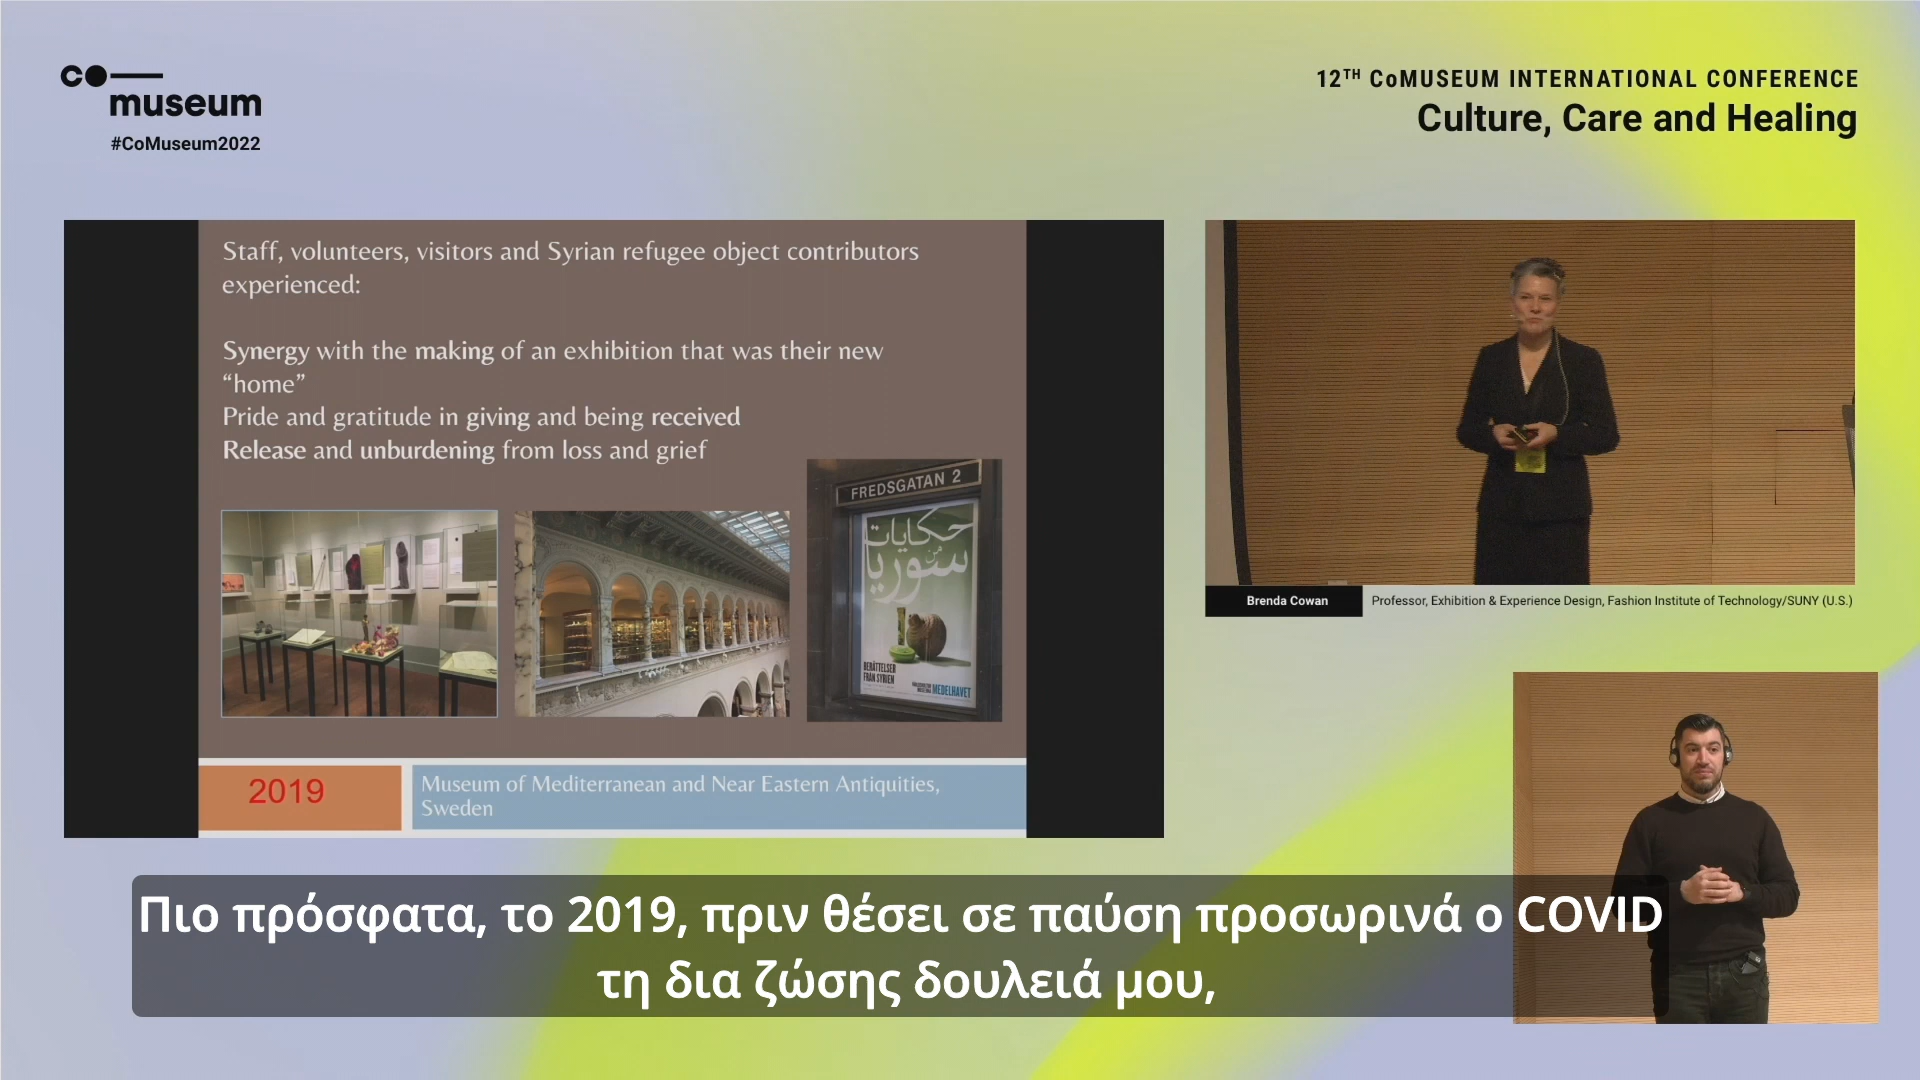 co
museum
#CoMuseum2022
12TH CoMUSEUM INTERNATIONAL CONFERENCE
Culture, Care and Healing
Staff, volunteers, visitors and Syrian refugee object contributors
experienced:
Synergy with the making of an exhibition that was their new
“home”
Pride and gratitude in giving and being received
Release and unburdening from loss and grief
FREDSGATAN 2
حكايات
من
سوريا
BERÄTTELSER
FRÅN SYRIEN
MEDELHAVET
2019
Museum of Mediterranean and Near Eastern Antiquities,
Sweden
Brenda Cowan
Professor, Exhibition & Experience Design, Fashion Institute of Technology/SUNY (U.S.)
Πιο πρόσφατα, το 2019, πριν θέσει σε παύση προσωρινά ο COVID
τη δια ζώσης δουλειά μου,